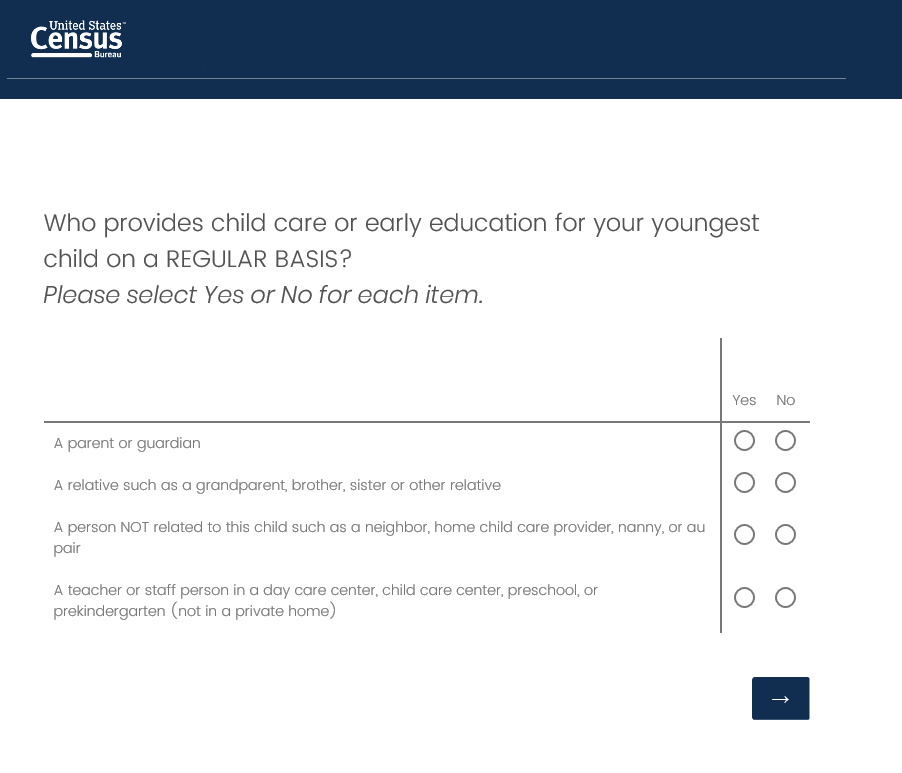 United States™
Census
Bureau
Who provides child care or early education for your youngest
child on a REGULAR BASIS?
Please select Yes or No for each item.
Yes No
A parent or guardian
A relative such as a grandparent, brother, sister or other relative
A person NOT related to this child such as a neighbor, home child care provider, nanny, or au
pair
A teacher or staff person in a day care center, child care center, preschool, or
prekindergarten (not in a private home)
→